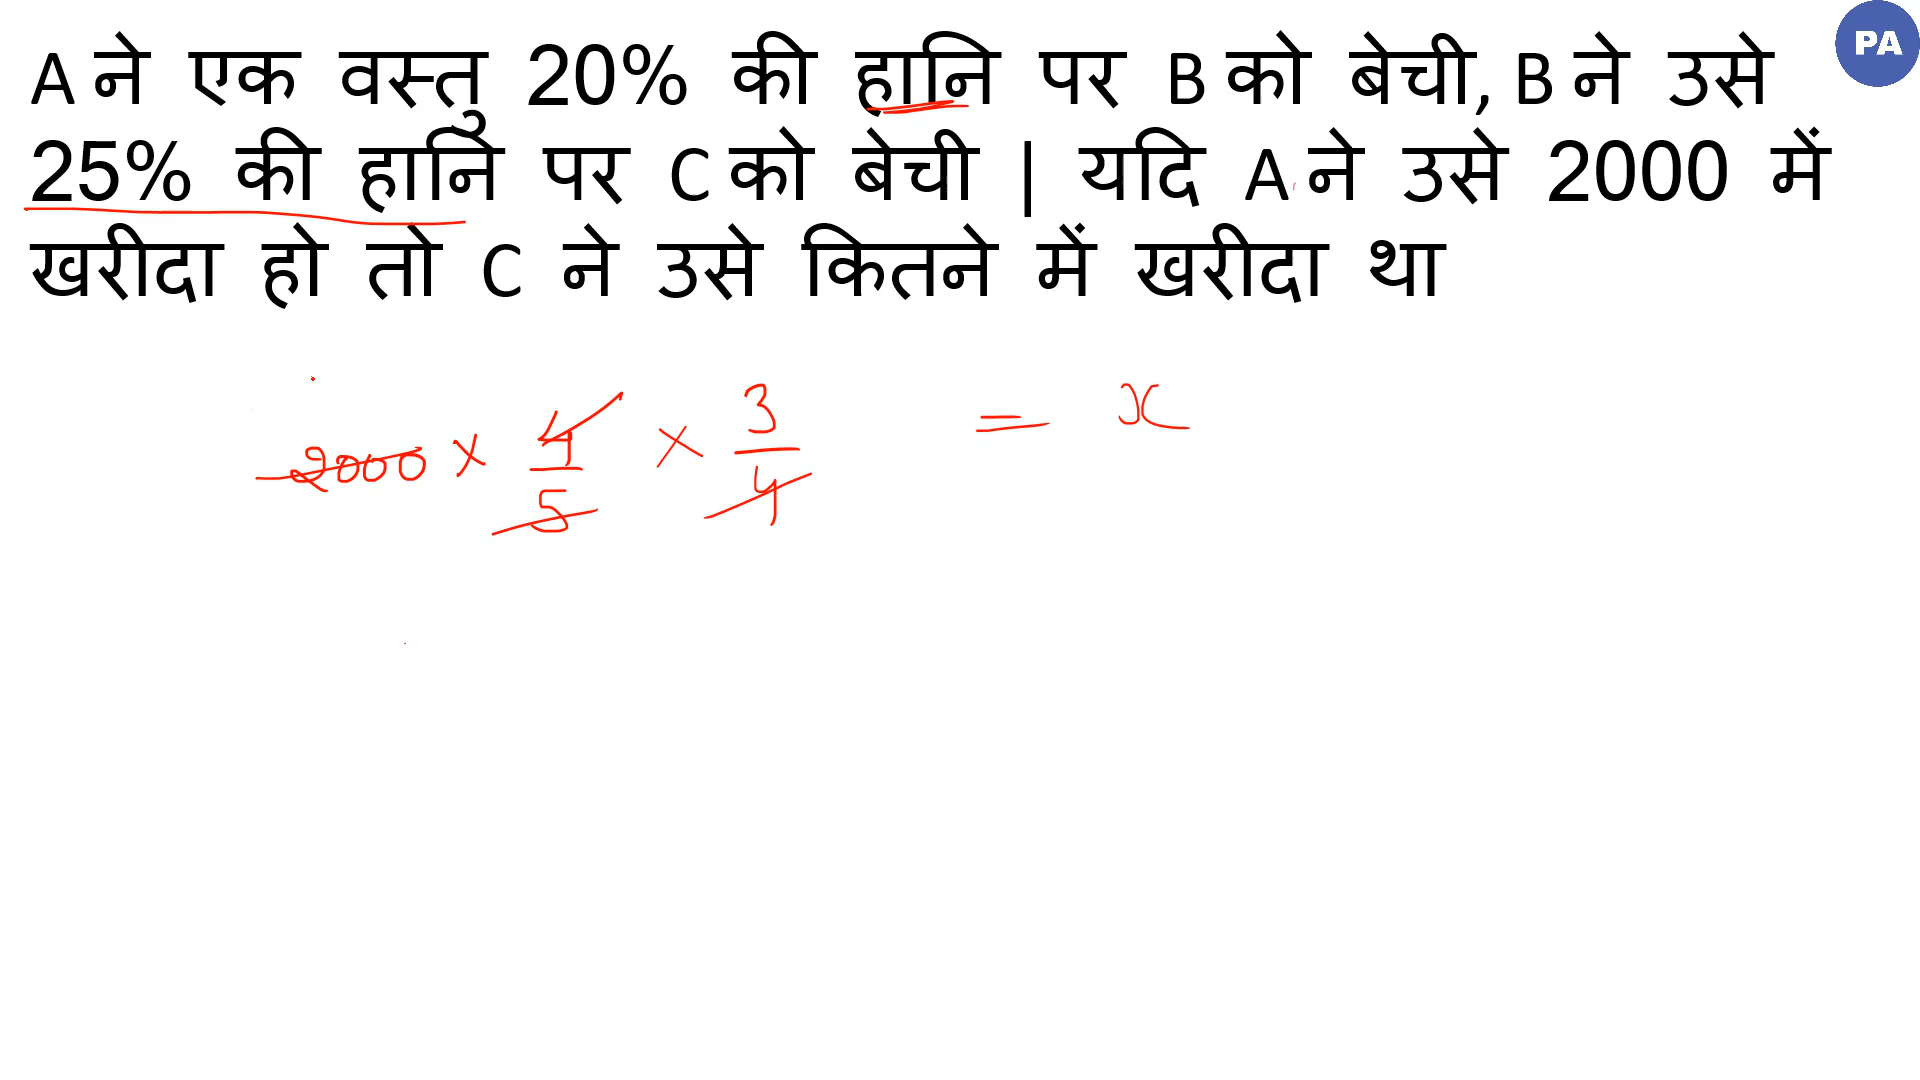 A ने एक वस्तु 20% की हानि पर B को बेची, B ने उसे
25% की हानि पर C को बेची | यदि A ने उसे 2000 में
खरीदा हो तो C ने उसे कितने में खरीदा था
2000 × 4/5 × 3/4 = x
PA